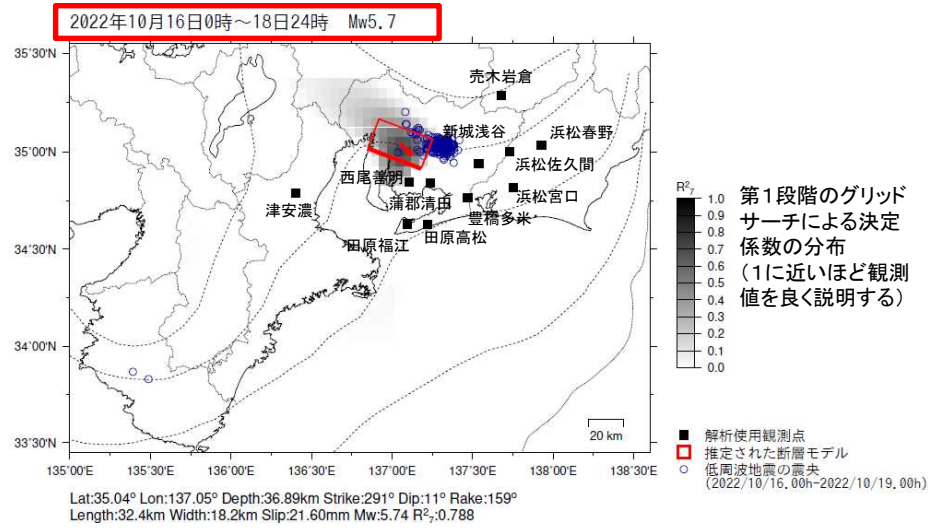 2022年10月16日0時～18日24時　Mw5.7
35°30'N
35°00'N
34°30'N
34°00'N
33°30'N
135°00'E
135°30'E
136°00'E
136°30'E
137°00'E
137°30'E
138°00'E
138°30'E
売木岩倉
新城浅谷
浜松春野
浜松佐久間
西尾善明
浜松宮口
津安濃
蒲郡清田
豊橋多米
田原福江
田原高松
20 km
R²₇
1.0
0.9
0.8
0.7
0.6
0.5
0.4
0.3
0.2
0.1
0.0
第１段階のグリッド
サーチによる決定
係数の分布
（１に近いほど観測
値を良く説明する）
解析使用観測点
推定された断層モデル
低周波地震の震央
(2022/10/16.00h-2022/10/19.00h)
Lat:35.04° Lon:137.05° Depth:36.89km Strike:291° Dip:11° Rake:159°
Length:32.4km Width:18.2km Slip:21.60mm Mw:5.74 R²₇:0.788